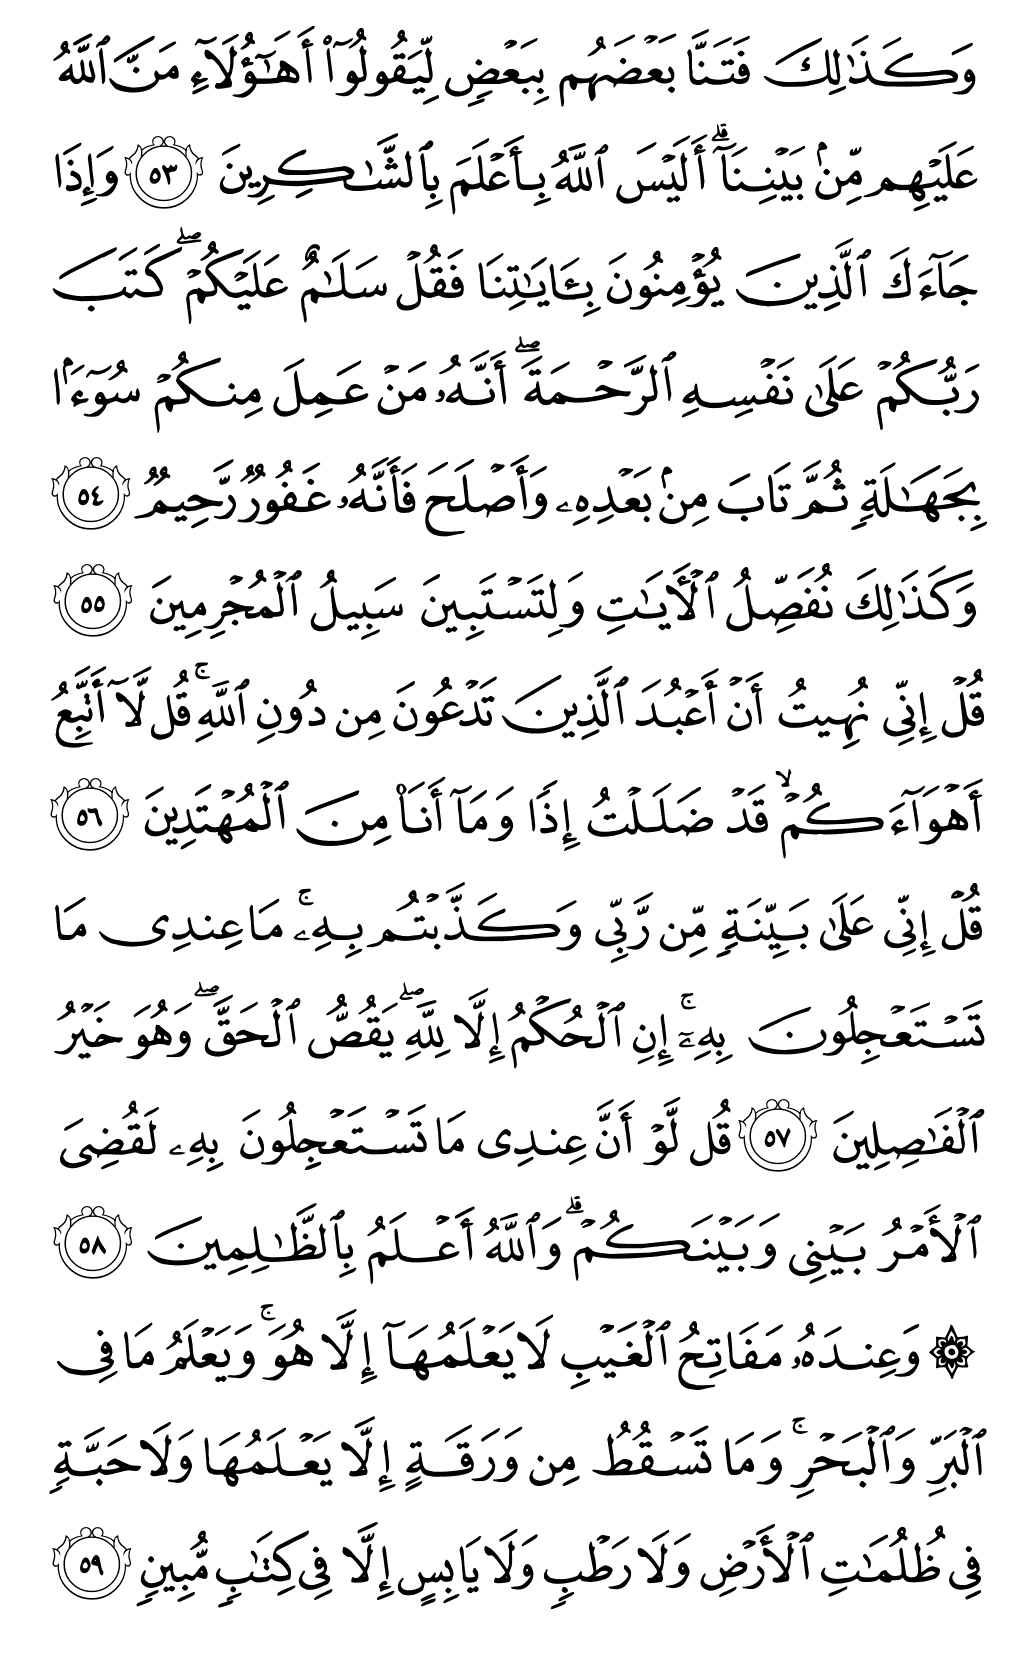 وَكَذَٰلِكَ فَتَنَّا بَعْضَهُم بِبَعْضٍ لِّيَقُولُوٓا۟ أَهَٰٓؤُلَآءِ مَنَّ ٱللَّهُ
عَلَيْهِم مِّنۢ بَيْنِنَآ ۗ أَلَيْسَ ٱللَّهُ بِأَعْلَمَ بِٱلشَّٰكِرِينَ ٥٣ وَإِذَا
جَآءَكَ ٱلَّذِينَ يُؤْمِنُونَ بِـَٔايَٰتِنَا فَقُلْ سَلَٰمٌ عَلَيْكُمْ ۖ كَتَبَ
رَبُّكُمْ عَلَىٰ نَفْسِهِ ٱلرَّحْمَةَ ۖ أَنَّهُۥ مَنْ عَمِلَ مِنكُمْ سُوٓءًۢا
بِجَهَٰلَةٍ ثُمَّ تَابَ مِنۢ بَعْدِهِۦ وَأَصْلَحَ فَأَنَّهُۥ غَفُورٌ رَّحِيمٌ ٥٤
وَكَذَٰلِكَ نُفَصِّلُ ٱلْـَٔايَٰتِ وَلِتَسْتَبِينَ سَبِيلُ ٱلْمُجْرِمِينَ ٥٥
قُلْ إِنِّى نُهِيتُ أَنْ أَعْبُدَ ٱلَّذِينَ تَدْعُونَ مِن دُونِ ٱللَّهِ ۚ قُل لَّآ أَتَّبِعُ
أَهْوَآءَكُمْ ۙ قَدْ ضَلَلْتُ إِذًا وَمَآ أَنَا۠ مِنَ ٱلْمُهْتَدِينَ ٥٦
قُلْ إِنِّى عَلَىٰ بَيِّنَةٍ مِّن رَّبِّى وَكَذَّبْتُم بِهِۦ ۚ مَا عِندِى مَا
تَسْتَعْجِلُونَ بِهِۦٓ ۚ إِنِ ٱلْحُكْمُ إِلَّا لِلَّهِ ۖ يَقُصُّ ٱلْحَقَّ ۖ وَهُوَ خَيْرُ
ٱلْفَٰصِلِينَ ٥٧ قُل لَّوْ أَنَّ عِندِى مَا تَسْتَعْجِلُونَ بِهِۦ لَقُضِىَ
ٱلْأَمْرُ بَيْنِى وَبَيْنَكُمْ ۗ وَٱللَّهُ أَعْلَمُ بِٱلظَّٰلِمِينَ ٥٨
۞ وَعِندَهُۥ مَفَاتِحُ ٱلْغَيْبِ لَا يَعْلَمُهَآ إِلَّا هُوَ ۚ وَيَعْلَمُ مَا فِى
ٱلْبَرِّ وَٱلْبَحْرِ ۚ وَمَا تَسْقُطُ مِن وَرَقَةٍ إِلَّا يَعْلَمُهَا وَلَا حَبَّةٍ
فِى ظُلُمَٰتِ ٱلْأَرْضِ وَلَا رَطْبٍ وَلَا يَابِسٍ إِلَّا فِى كِتَٰبٍ مُّبِينٍ ٥٩